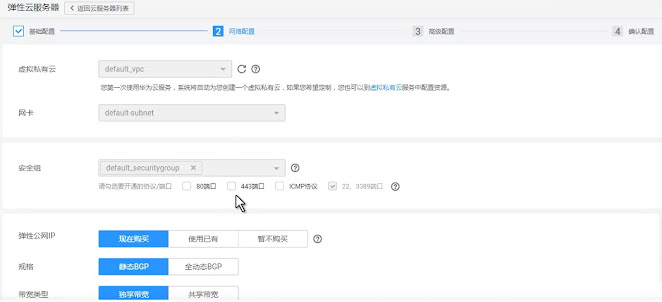 弹性云服务器 < 返回云服务器列表
基础配置 2 网络配置 3 高级配置 4 确认配置
虚拟私有云 default_vpc
您第一次使用华为云服务，系统将自动为您创建一个虚拟私有云，如果您希望定制，您也可以到虚拟私有云服务中配置资源。
网卡 default-subnet
安全组 default_securitygroup ×
请勾选要开通的协议/端口 80端口 443端口 ICMP协议 22、3389端口
弹性公网IP 现在购买 使用已有 暂不购买
规格 静态BGP 全动态BGP
带宽类型 独享带宽 共享带宽